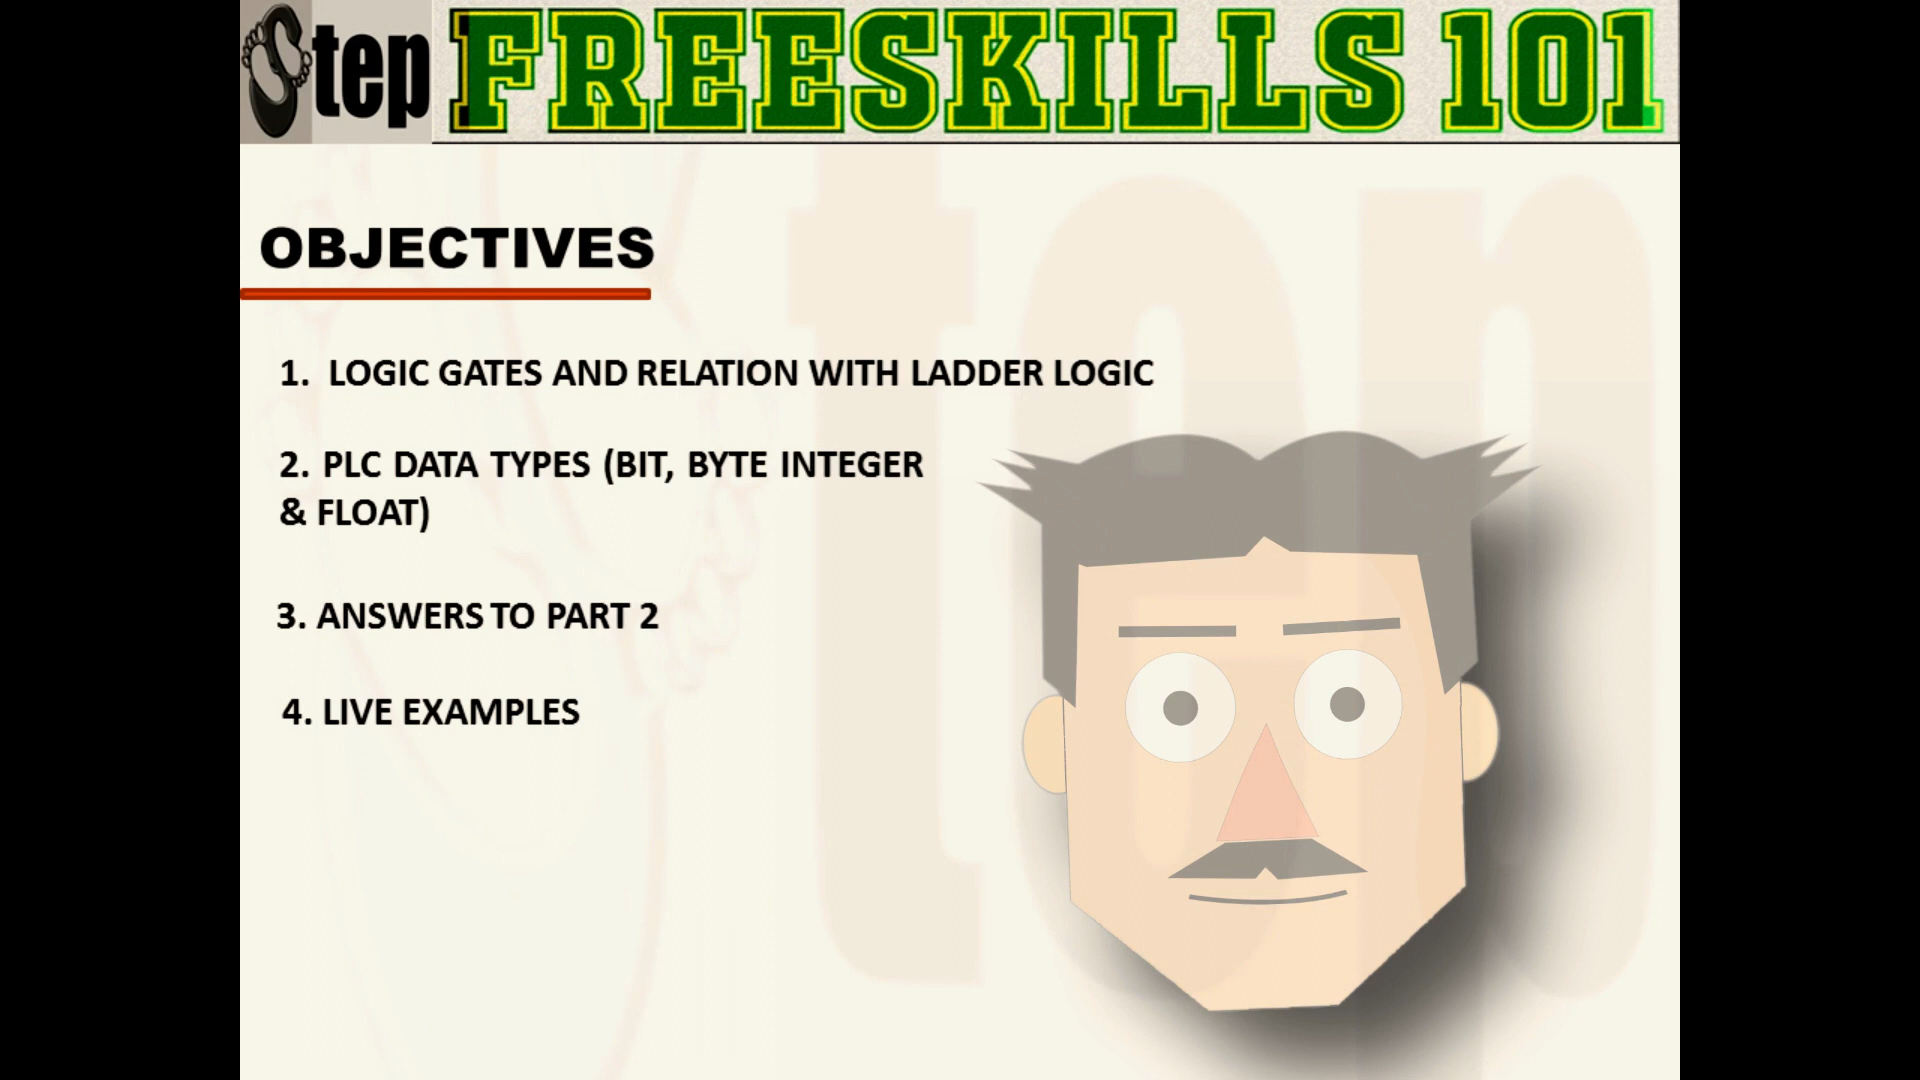 Step FREESKILLS 101
OBJECTIVES
1. LOGIC GATES AND RELATION WITH LADDER LOGIC
2. PLC DATA TYPES (BIT, BYTE INTEGER
& FLOAT)
3. ANSWERS TO PART 2
4. LIVE EXAMPLES